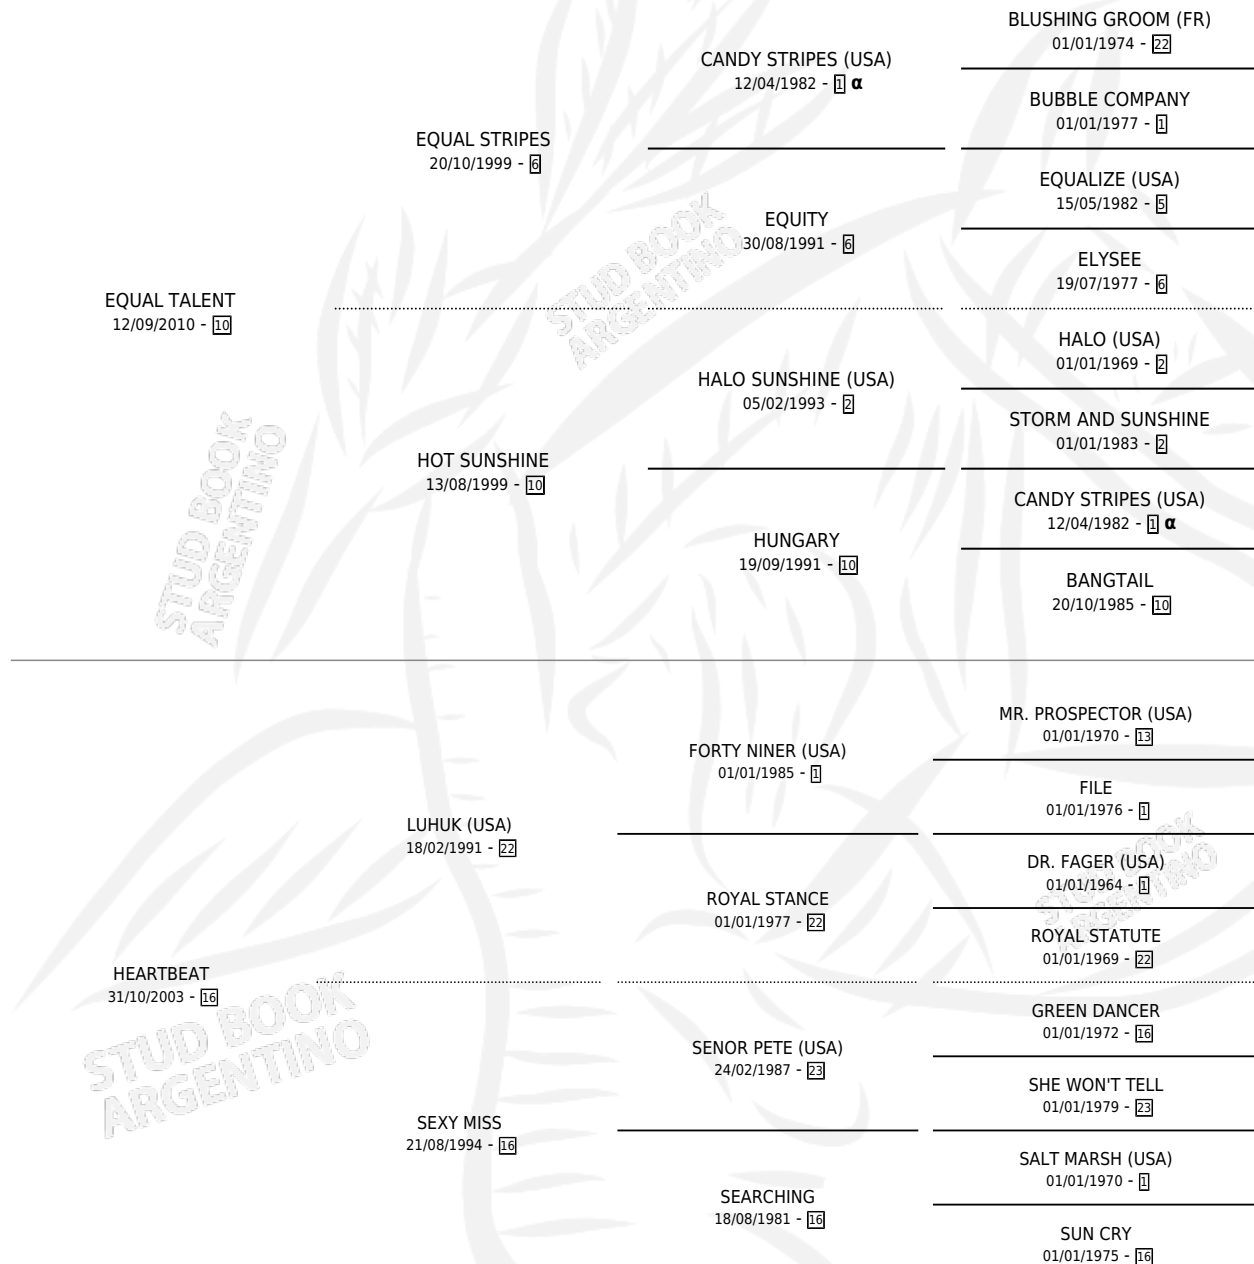 BLUSHING GROOM (FR)
01/01/1974 - 22
CANDY STRIPES (USA)
12/04/1982 - 1 α
BUBBLE COMPANY
01/01/1977 - 1
EQUAL STRIPES
20/10/1999 - 6
EQUALIZE (USA)
15/05/1982 - 5
EQUITY
30/08/1991 - 6
ELYSEE
19/07/1977 - 6
EQUAL TALENT
12/09/2010 - 10
HALO (USA)
01/01/1969 - 2
HALO SUNSHINE (USA)
05/02/1993 - 2
STORM AND SUNSHINE
01/01/1983 - 2
HOT SUNSHINE
13/08/1999 - 10
CANDY STRIPES (USA)
12/04/1982 - 1 α
HUNGARY
19/09/1991 - 10
BANGTAIL
20/10/1985 - 10
MR. PROSPECTOR (USA)
01/01/1970 - 13
FORTY NINER (USA)
01/01/1985 - 1
FILE
01/01/1976 - 1
LUHUK (USA)
18/02/1991 - 22
DR. FAGER (USA)
01/01/1964 - 1
ROYAL STANCE
01/01/1977 - 22
ROYAL STATUTE
01/01/1969 - 22
HEARTBEAT
31/10/2003 - 16
GREEN DANCER
01/01/1972 - 16
SENOR PETE (USA)
24/02/1987 - 23
SHE WON'T TELL
01/01/1979 - 23
SEXY MISS
21/08/1994 - 16
SALT MARSH (USA)
01/01/1970 - 1
SEARCHING
18/08/1981 - 16
SUN CRY
01/01/1975 - 16
STUD BOOK
ARGENTINO
STUD BOOK
ARGENTINO
STUD BOOK
ARGENTINO
STUD BOOK
ARGENTINO